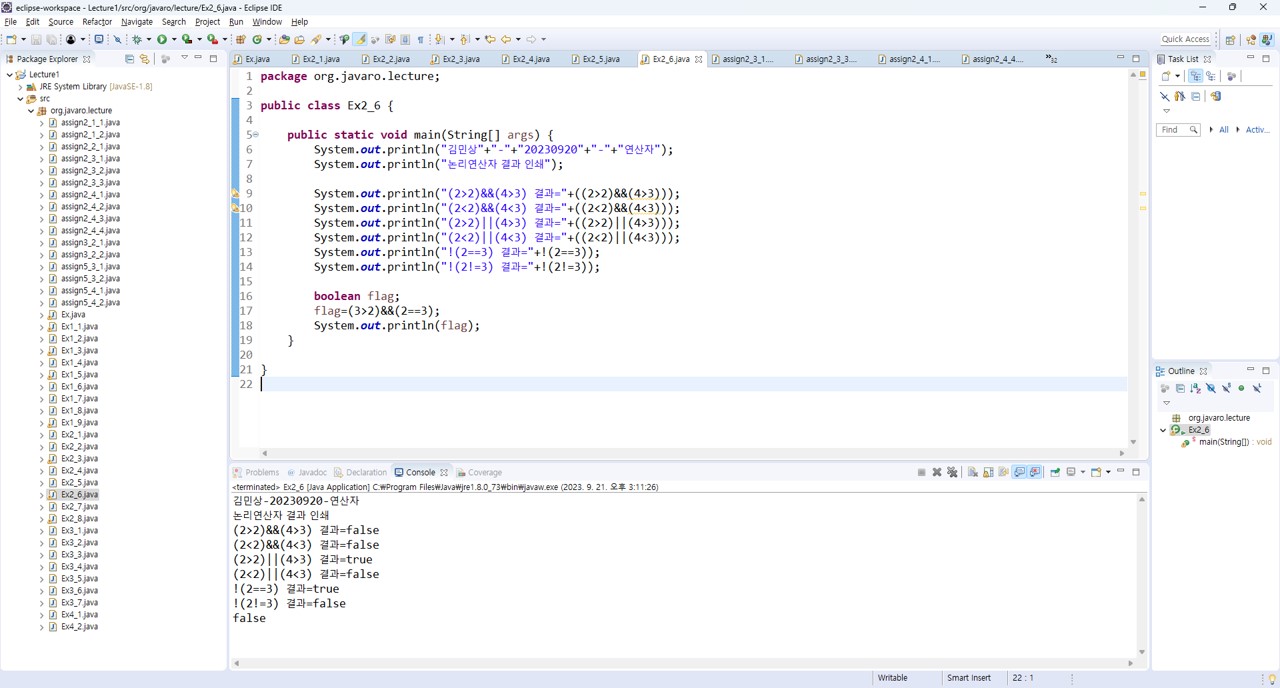 eclipse-workspace - Lecture1/src/org/javaro/lecture/Ex2_6.java - Eclipse IDE
File Edit Source Refactor Navigate Search Project Run Window Help
Quick Access
Package Explorer
Lecture1
JRE System Library [JavaSE-1.8]
src
org.javaro.lecture
assign2_1_1.java
assign2_1_2.java
assign2_2_1.java
assign2_3_1.java
assign2_3_2.java
assign2_3_3.java
assign2_4_1.java
assign2_4_2.java
assign2_4_3.java
assign2_4_4.java
assign3_2_1.java
assign3_2_2.java
assign5_3_1.java
assign5_3_2.java
assign5_4_1.java
assign5_4_2.java
Ex.java
Ex1_1.java
Ex1_2.java
Ex1_3.java
Ex1_4.java
Ex1_5.java
Ex1_6.java
Ex1_7.java
Ex1_8.java
Ex1_9.java
Ex2_1.java
Ex2_2.java
Ex2_3.java
Ex2_4.java
Ex2_5.java
Ex2_6.java
Ex2_7.java
Ex2_8.java
Ex3_1.java
Ex3_2.java
Ex3_3.java
Ex3_4.java
Ex3_5.java
Ex3_6.java
Ex3_7.java
Ex4_1.java
Ex4_2.java
Ex.java Ex2_1.java Ex2_2.java Ex2_3.java Ex2_4.java Ex2_5.java Ex2_6.java assign2_3_1.... assign2_3_3.... assign2_4_1.... assign2_4_4.... »32
1 package org.javaro.lecture;
2
3 public class Ex2_6 {
4
5 public static void main(String[] args) {
6 System.out.println("김민상"+"-"+"20230920"+"-"+"연산자");
7 System.out.println("논리연산자 결과 인쇄");
8
9 System.out.println("(2>2)&&(4>3) 결과="+((2>2)&&(4>3)));
10 System.out.println("(2<2)&&(4<3) 결과="+((2<2)&&(4<3)));
11 System.out.println("(2>2)||(4>3) 결과="+((2>2)||(4>3)));
12 System.out.println("(2<2)||(4<3) 결과="+((2<2)||(4<3)));
13 System.out.println("!(2==3) 결과="+!(2==3));
14 System.out.println("!(2!=3) 결과="+!(2!=3));
15
16 boolean flag;
17 flag=(3>2)&&(2==3);
18 System.out.println(flag);
19 }
20
21 }
22
Problems Javadoc Declaration Console Coverage
<terminated> Ex2_6 [Java Application] C:₩Program Files₩Java₩jre1.8.0_73₩bin₩javaw.exe (2023. 9. 21. 오후 3:11:26)
김민상-20230920-연산자
논리연산자 결과 인쇄
(2>2)&&(4>3) 결과=false
(2<2)&&(4<3) 결과=false
(2>2)||(4>3) 결과=true
(2<2)||(4<3) 결과=false
!(2==3) 결과=true
!(2!=3) 결과=false
false
Task List
Find All Activ...
Outline
org.javaro.lecture
Ex2_6
main(String[]) : void
Writable Smart Insert 22 : 1